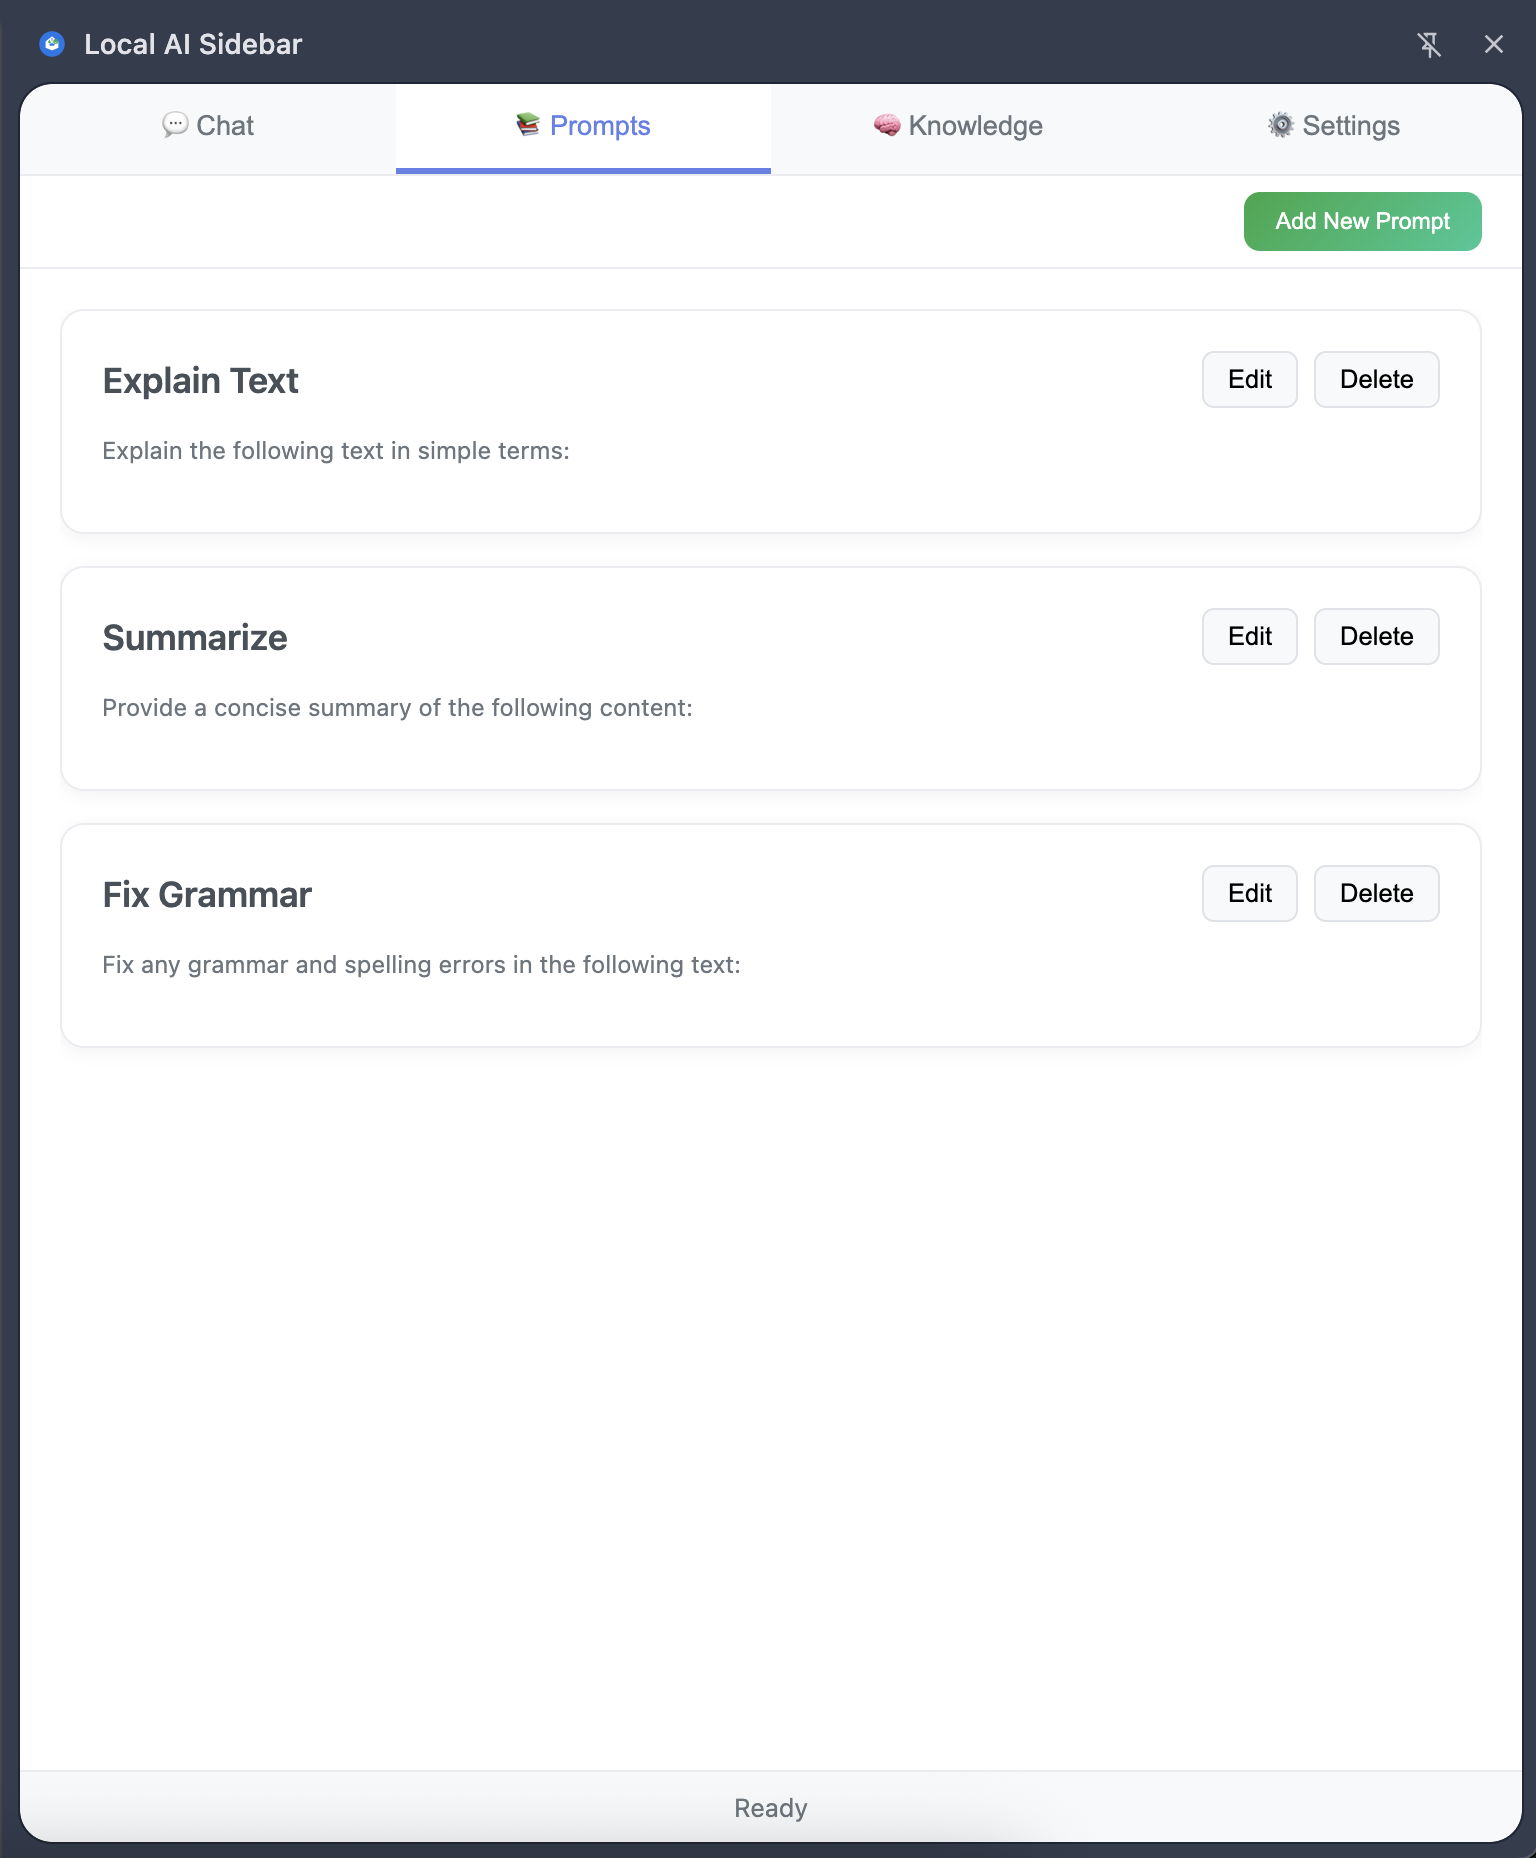 Local AI Sidebar
Chat
Prompts
Knowledge
Settings
Add New Prompt
Explain Text
Edit
Delete
Explain the following text in simple terms:
Summarize
Edit
Delete
Provide a concise summary of the following content:
Fix Grammar
Edit
Delete
Fix any grammar and spelling errors in the following text:
Ready